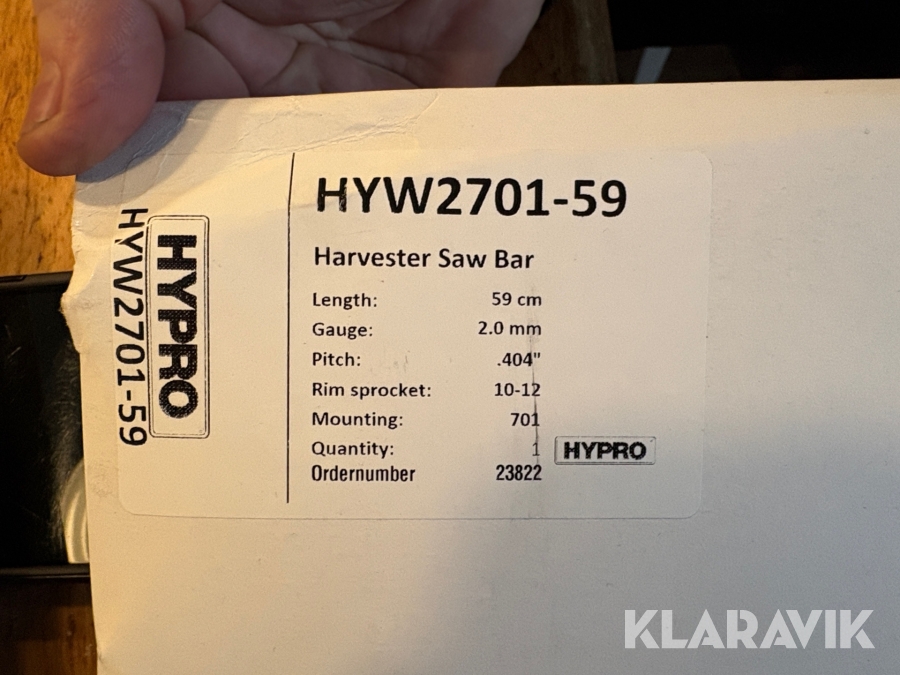 HYW2701-59
HYPRO
HYW2701-59
Harvester Saw Bar
Length: 59 cm
Gauge: 2.0 mm
Pitch: .404"
Rim sprocket: 10-12
Mounting: 701
Quantity: 1
HYPRO
Ordernumber 23822
KLARAVIK